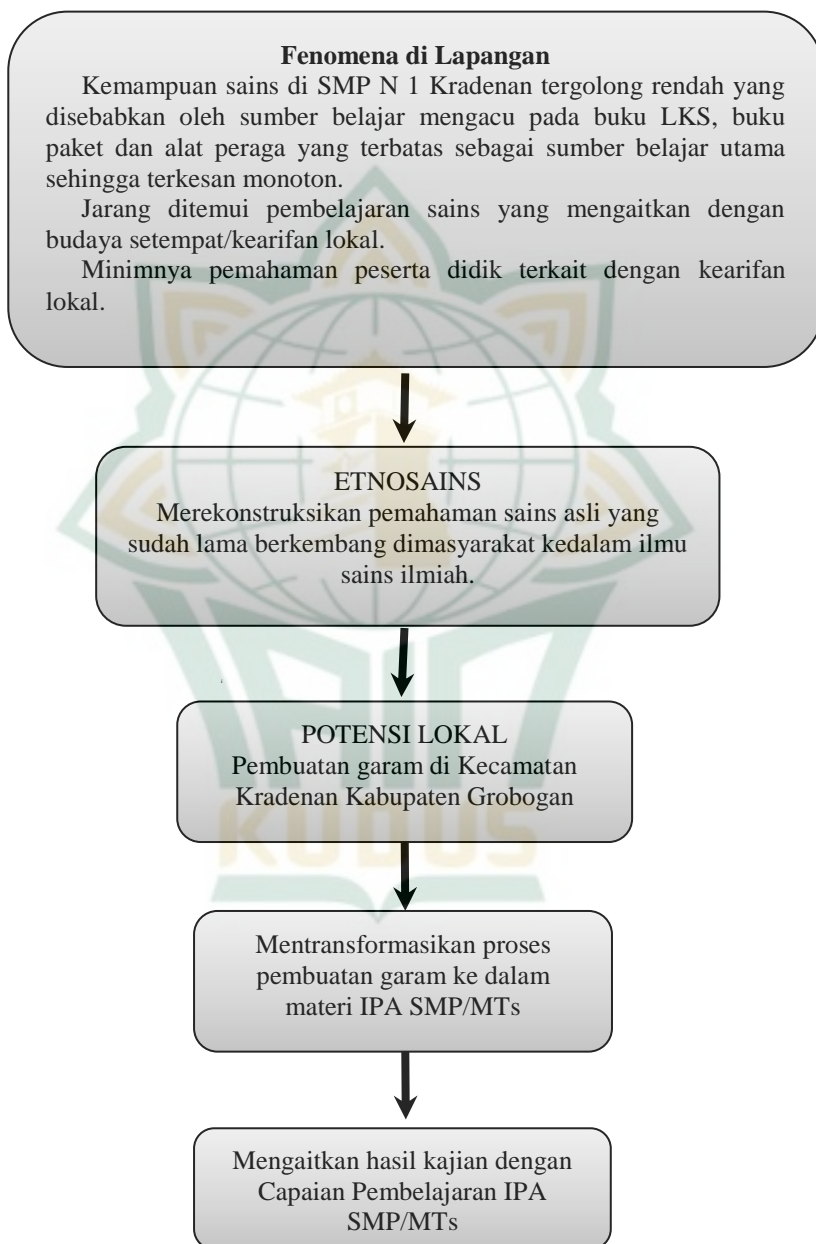 Fenomena di Lapangan
Kemampuan sains di SMP N 1 Kradenan tergolong rendah yang
disebabkan oleh sumber belajar mengacu pada buku LKS, buku
paket dan alat peraga yang terbatas sebagai sumber belajar utama
sehingga terkesan monoton.
Jarang ditemui pembelajaran sains yang mengaitkan dengan
budaya setempat/kearifan lokal.
Minimnya pemahaman peserta didik terkait dengan kearifan
lokal.
ETNOSAINS
Merekonstruksikan pemahaman sains asli yang
sudah lama berkembang dimasyarakat kedalam ilmu
sains ilmiah.
POTENSI LOKAL
Pembuatan garam di Kecamatan
Kradenan Kabupaten Grobogan
KUDUS
Mentransformasikan proses
pembuatan garam ke dalam
materi IPA SMP/MTs
Mengaitkan hasil kajian dengan
Capaian Pembelajaran IPA
SMP/MTs